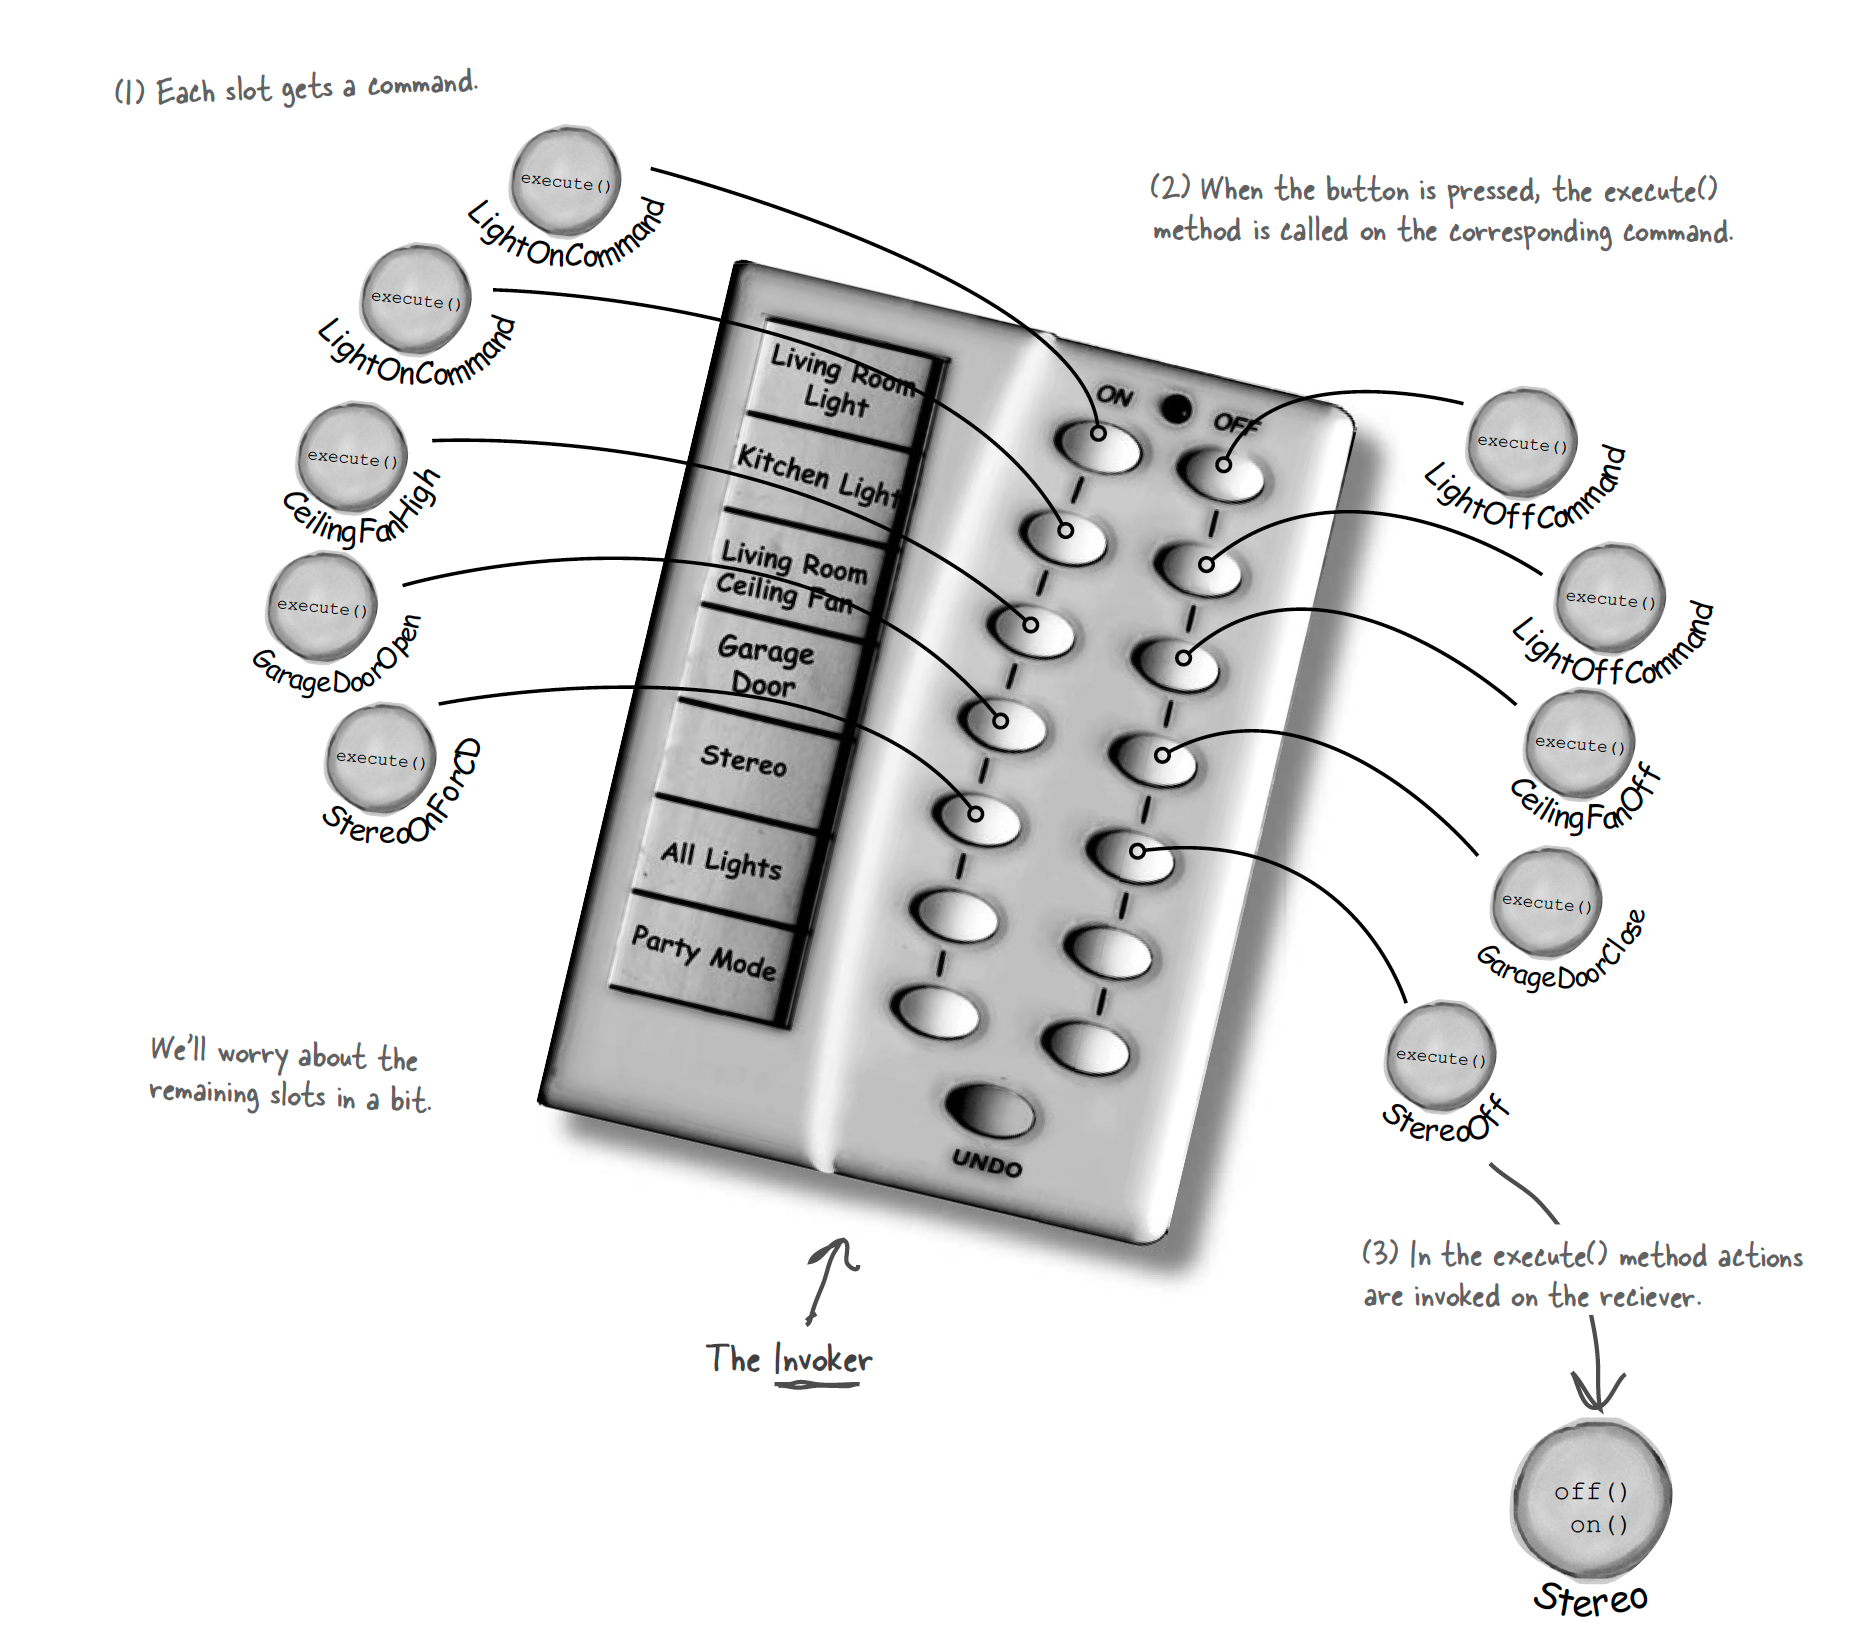 (1) Each slot gets a command.
execute()
LightOnCommand
execute()
LightOnCommand
execute()
CeilingFanHigh
execute()
GarageDoorOpen
execute()
StereoOnForCD
(2) When the button is pressed, the execute()
method is called on the corresponding command.
Living Room
Light
Kitchen Light
Living Room
Ceiling Fan
Garage
Door
Stereo
All Lights
Party Mode
ON
OFF
UNDO
execute()
LightOffCommand
execute()
LightOffCommand
execute()
CeilingFanOff
execute()
GarageDoorClose
execute()
StereoOff
We'll worry about the
remaining slots in a bit.
The Invoker
(3) In the execute() method actions
are invoked on the reciever.
off()
on()
Stereo